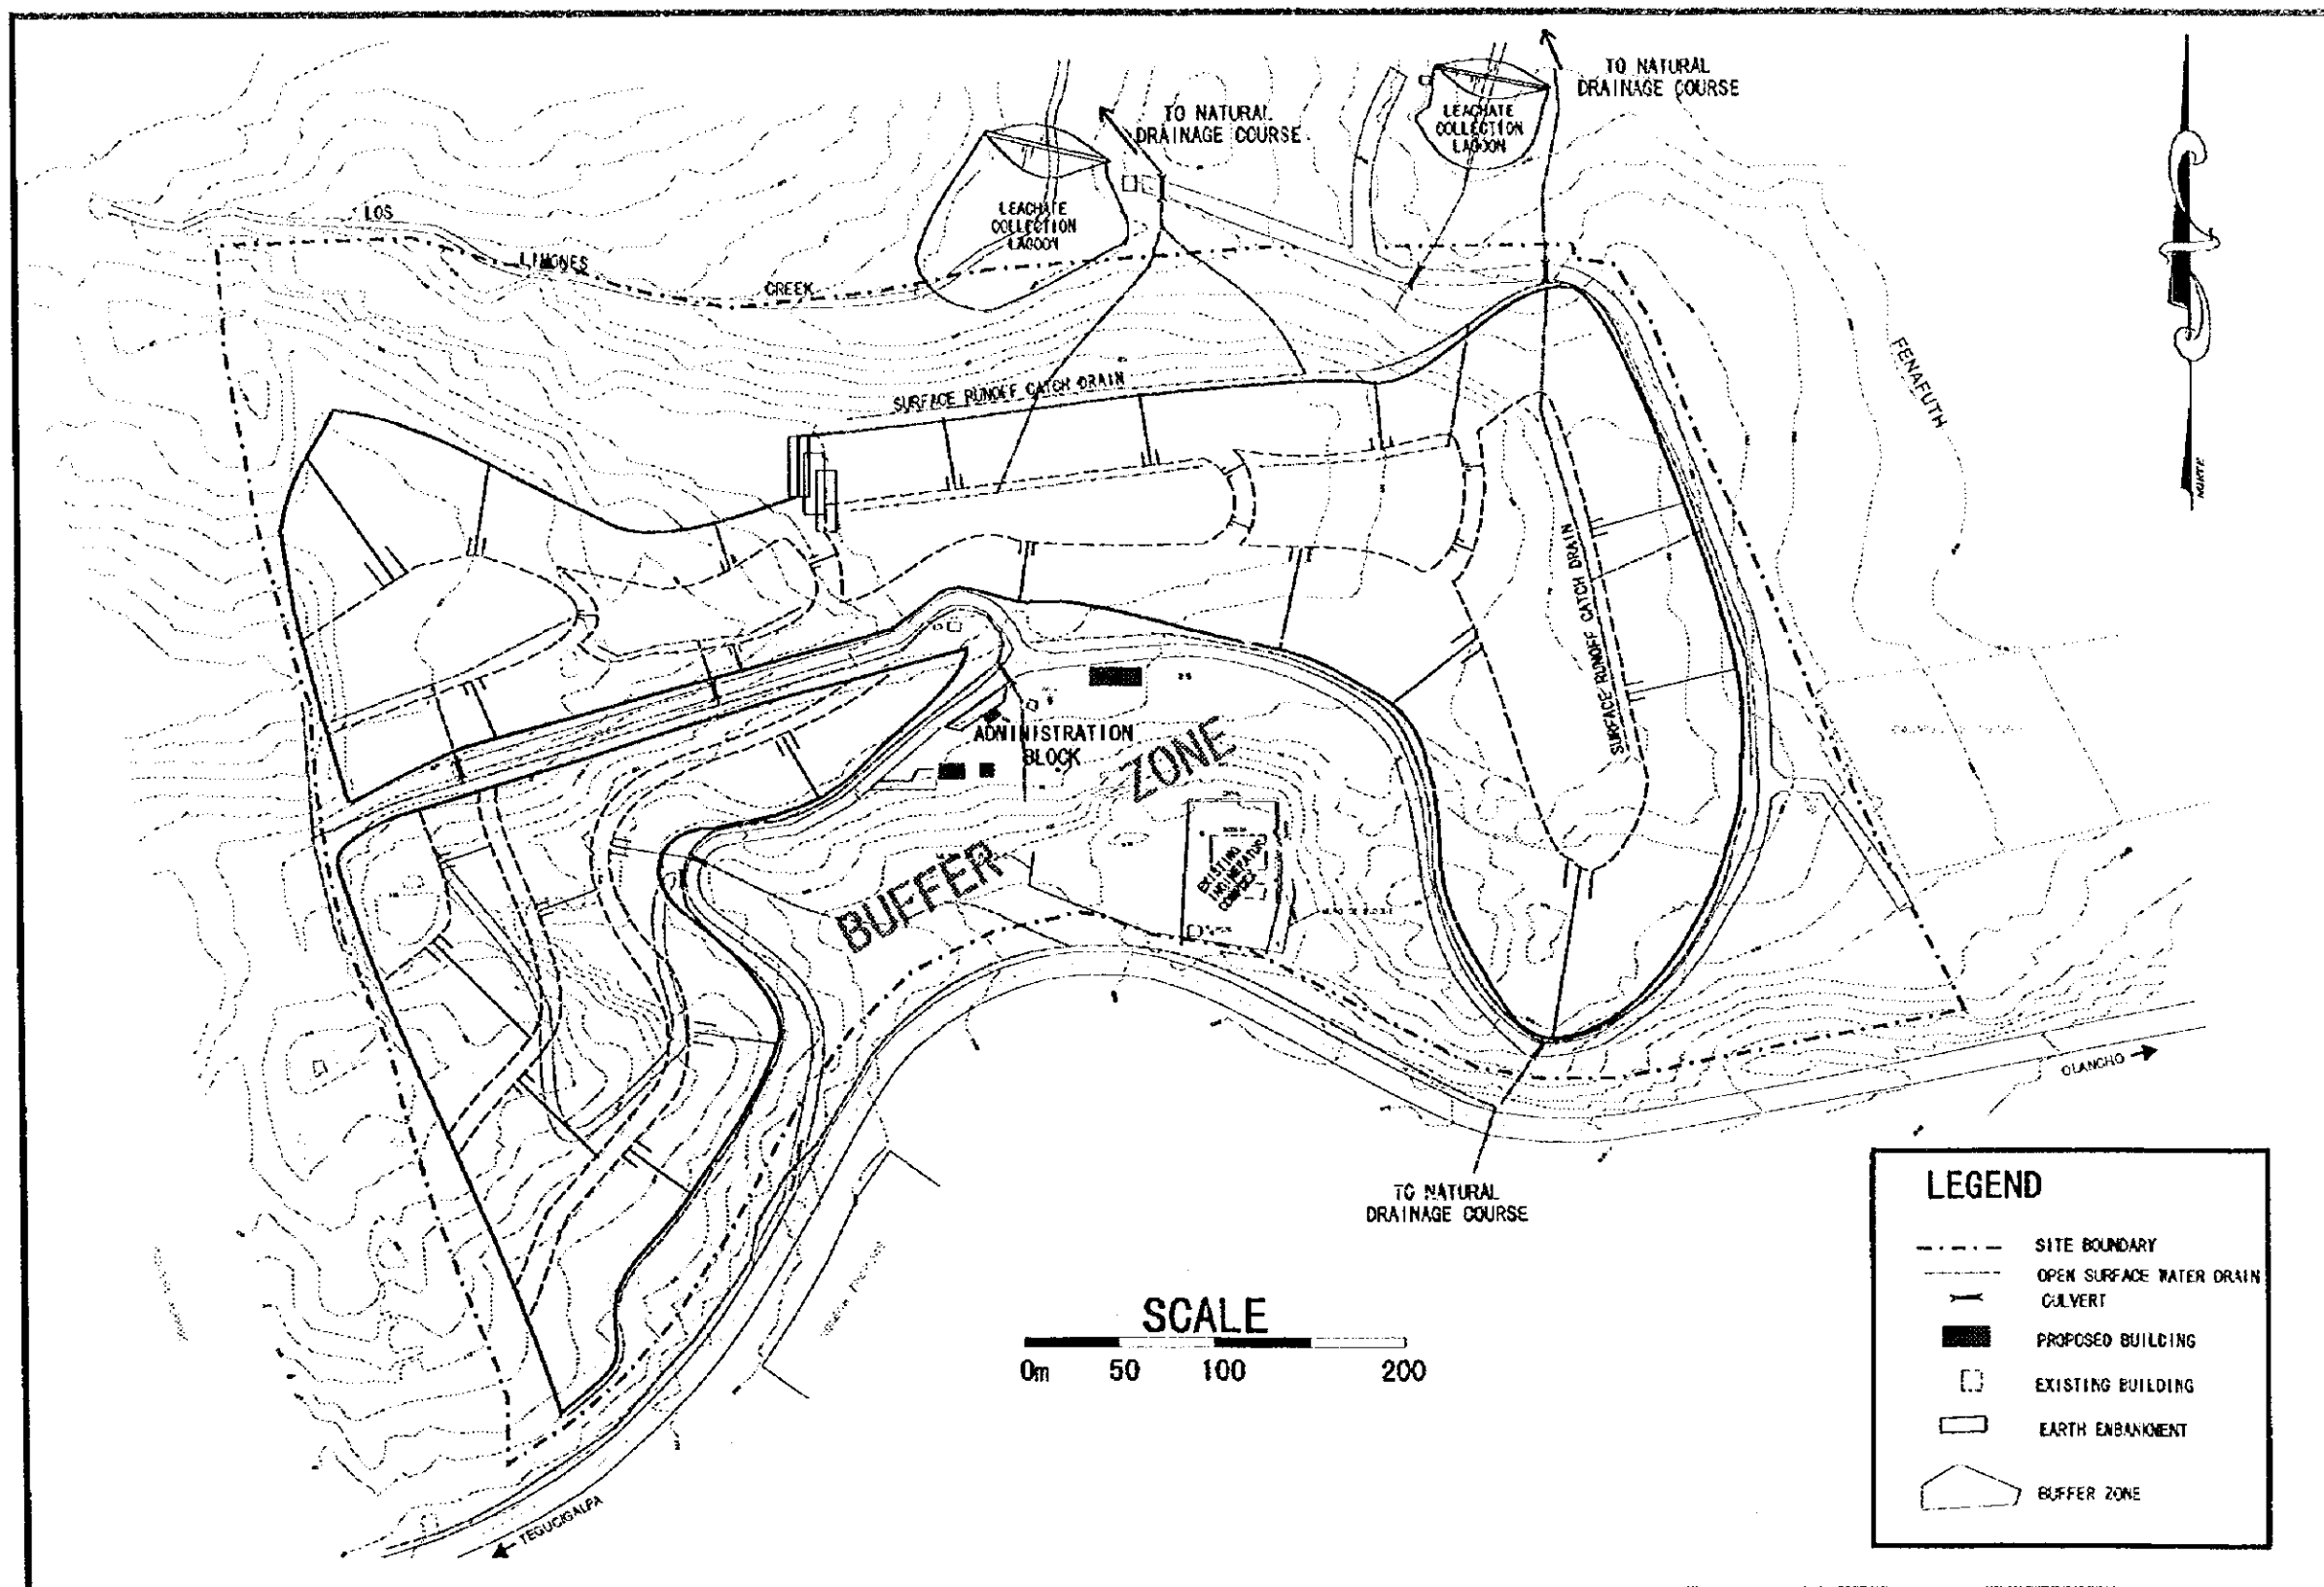 TO NATURAL
DRAINAGE COURSE
TO NATURAL
DRAINAGE COURSE
LEACHATE
COLLECTION
LAGOON
LEACHATE
COLLECTION
LAGOON
LOS
LIMONES
CREEK
FENAFUTH
NORTE
SURFACE RUNOFF CATCH DRAIN
SURFACE RUNOFF CATCH DRAIN
ADNINISTRATION
BLOCK
BUFFER
ZONE
EXISTING
OLANCHO
TO NATURAL
DRAINAGE COURSE
TEGUCIGALPA
SCALE
0m 50 100 200
LEGEND
SITE BOUNDARY
OPEN SURFACE WATER DRAIN
CULVERT
PROPOSED BUILDING
EXISTING BUILDING
EARTH ENBANKMENT
BUFFER ZONE